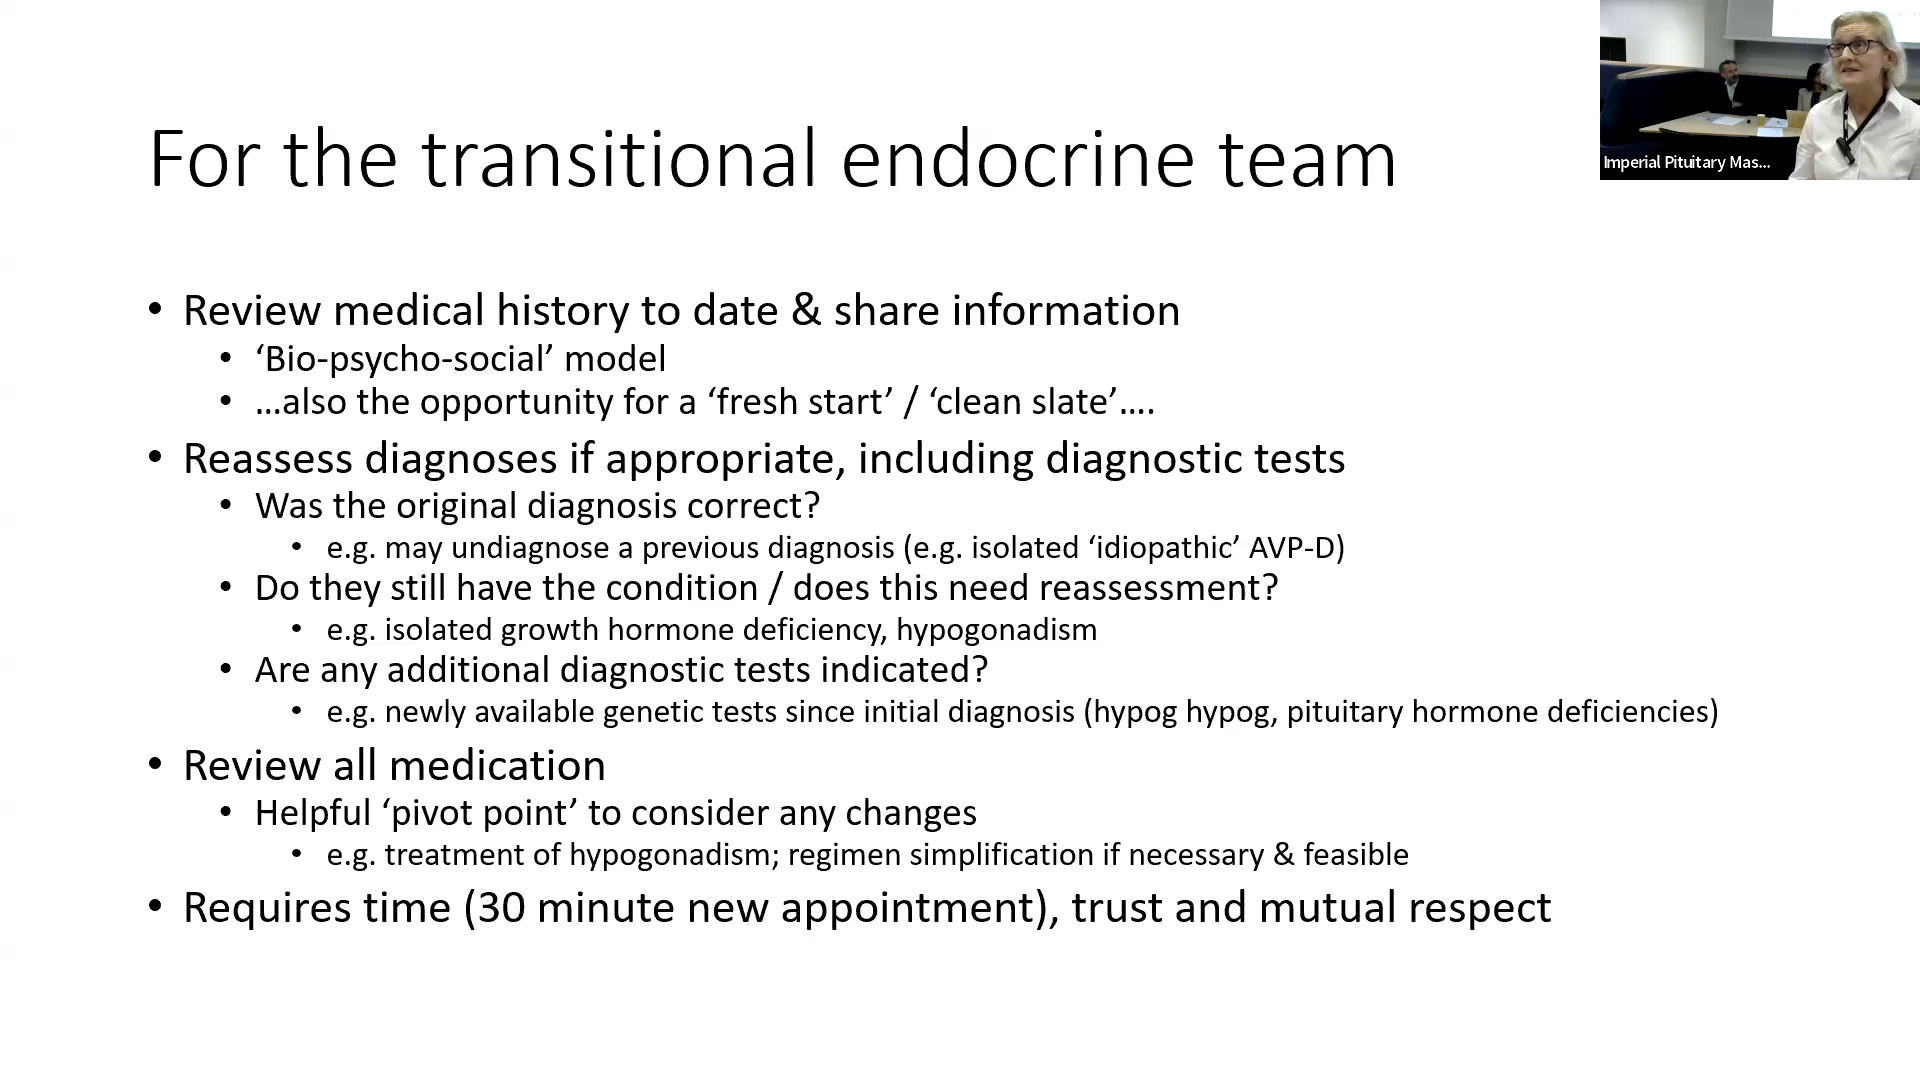 For the transitional endocrine team
Imperial Pituitary Mas...
• Review medical history to date & share information
• ‘Bio-psycho-social’ model
• …also the opportunity for a ‘fresh start’ / ‘clean slate’….
• Reassess diagnoses if appropriate, including diagnostic tests
• Was the original diagnosis correct?
• e.g. may undiagnose a previous diagnosis (e.g. isolated ‘idiopathic’ AVP-D)
• Do they still have the condition / does this need reassessment?
• e.g. isolated growth hormone deficiency, hypogonadism
• Are any additional diagnostic tests indicated?
• e.g. newly available genetic tests since initial diagnosis (hypog hypog, pituitary hormone deficiencies)
• Review all medication
• Helpful ‘pivot point’ to consider any changes
• e.g. treatment of hypogonadism; regimen simplification if necessary & feasible
• Requires time (30 minute new appointment), trust and mutual respect